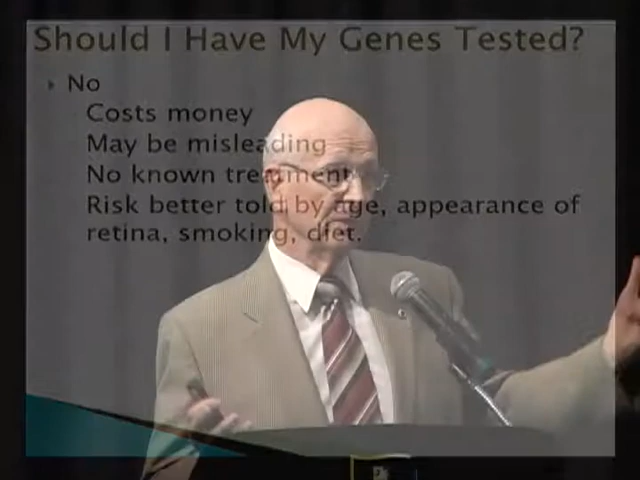 Should I Have My Genes Tested?
No
Costs money
May be misleading
No known treatment
Risk better told by age, appearance of
retina, smoking, diet.